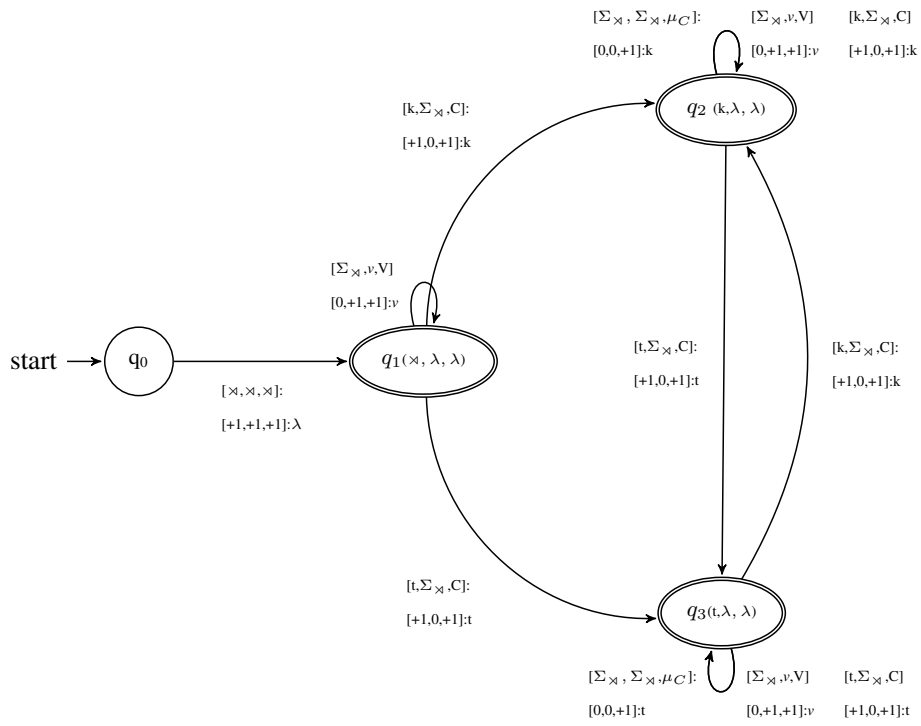 [Σ⋊, Σ⋊,μC]: [Σ⋊,v,V] [k,Σ⋊,C]
[0,0,+1]:k [0,+1,+1]:v [+1,0,+1]:k
q2 (k,λ, λ)
[k,Σ⋊,C]:
[+1,0,+1]:k
[Σ⋊,v,V]
[0,+1,+1]:v
start
q0
q1(⋊, λ, λ)
[⋊,⋊,⋊]:
[+1,+1,+1]:λ
[t,Σ⋊,C]:
[+1,0,+1]:t
[k,Σ⋊,C]:
[+1,0,+1]:k
[t,Σ⋊,C]:
[+1,0,+1]:t
q3(t,λ, λ)
[Σ⋊, Σ⋊,μC]: [Σ⋊,v,V] [t,Σ⋊,C]
[0,0,+1]:t [0,+1,+1]:v [+1,0,+1]:t